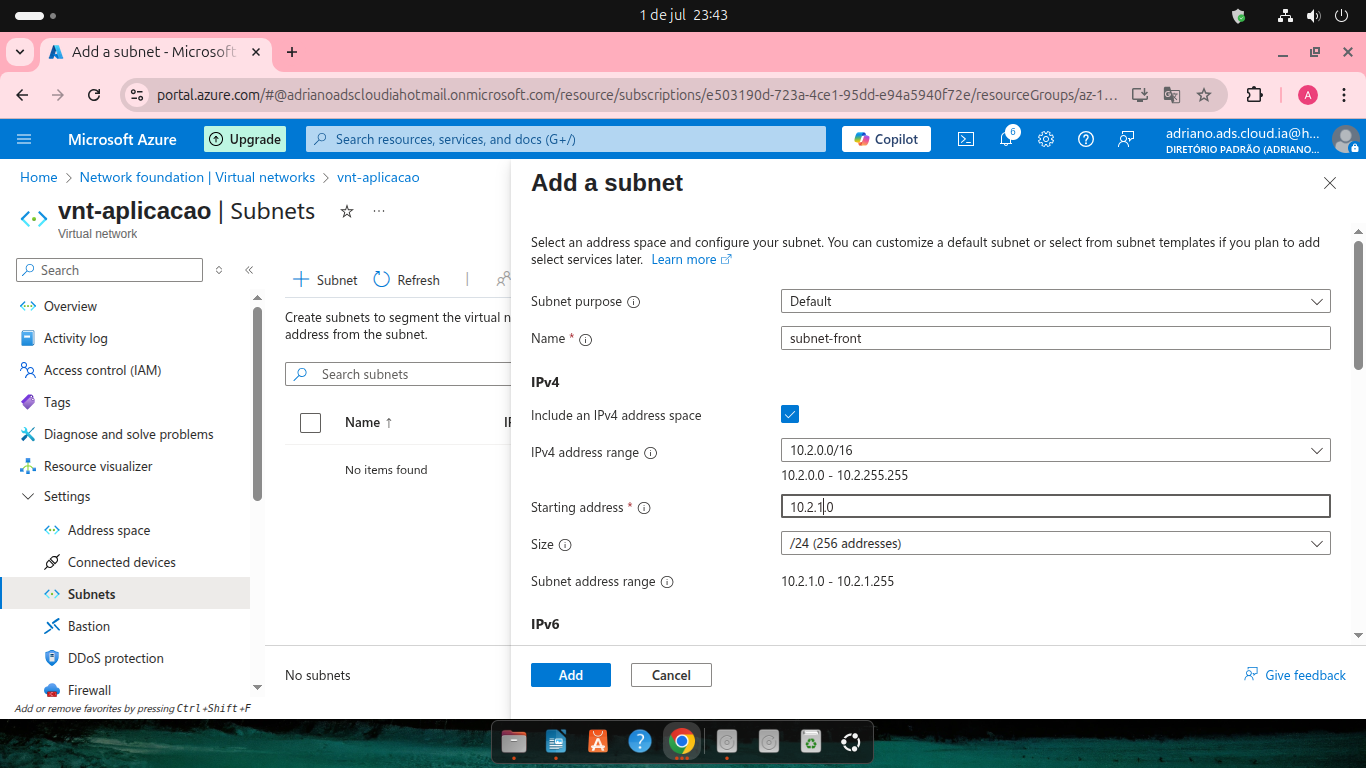 1 de jul 23:43
Add a subnet - Microsoft
portal.azure.com/#@adrianoadscloudiahotmail.onmicrosoft.com/resource/subscriptions/e503190d-723a-4ce1-95dd-e94a5940f72e/resourceGroups/az-1...
A
Microsoft Azure
Upgrade
Search resources, services, and docs (G+/)
Copilot
6
adriano.ads.cloud.ia@h...
DIRETÓRIO PADRÃO (ADRIANO...
Home > Network foundation | Virtual networks > vnt-aplicacao
vnt-aplicacao | Subnets
Virtual network
Search
Overview
Activity log
Access control (IAM)
Tags
Diagnose and solve problems
Resource visualizer
Settings
Address space
Connected devices
Subnets
Bastion
DDoS protection
Firewall
Add or remove favorites by pressing Ctrl+Shift+F
Subnet
Refresh
Create subnets to segment the virtual n
address from the subnet.
Search subnets
Name ↑
No items found
No subnets
Add a subnet
Select an address space and configure your subnet. You can customize a default subnet or select from subnet templates if you plan to add
select services later. Learn more
Subnet purpose
Default
Name *
subnet-front
IPv4
Include an IPv4 address space
IPv4 address range
10.2.0.0/16
10.2.0.0 - 10.2.255.255
Starting address *
10.2.1.0
Size
/24 (256 addresses)
Subnet address range
10.2.1.0 - 10.2.1.255
IPv6
Add
Cancel
Give feedback